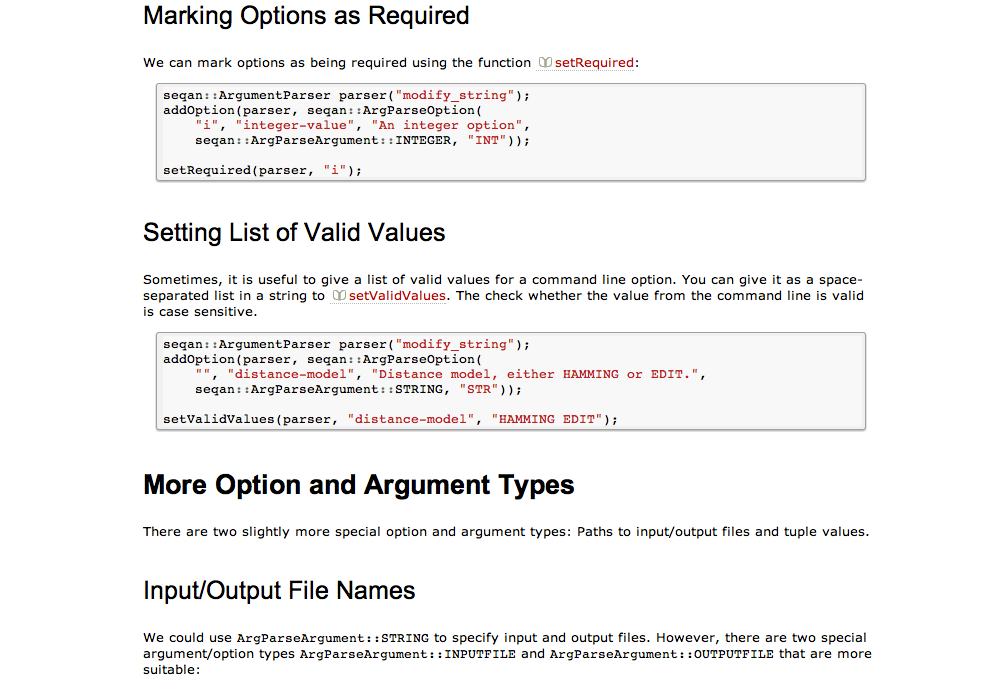 Marking Options as Required
We can mark options as being required using the function setRequired:
seqan::ArgumentParser parser("modify_string");
addOption(parser, seqan::ArgParseOption(
    "i", "integer-value", "An integer option",
    seqan::ArgParseArgument::INTEGER, "INT"));
setRequired(parser, "i");
Setting List of Valid Values
Sometimes, it is useful to give a list of valid values for a command line option. You can give it as a space-
separated list in a string to setValidValues. The check whether the value from the command line is valid
is case sensitive.
seqan::ArgumentParser parser("modify_string");
addOption(parser, seqan::ArgParseOption(
    "", "distance-model", "Distance model, either HAMMING or EDIT.",
    seqan::ArgParseArgument::STRING, "STR"));
setValidValues(parser, "distance-model", "HAMMING EDIT");
More Option and Argument Types
There are two slightly more special option and argument types: Paths to input/output files and tuple values.
Input/Output File Names
We could use ArgParseArgument::STRING to specify input and output files. However, there are two special
argument/option types ArgParseArgument::INPUTFILE and ArgParseArgument::OUTPUTFILE that are more
suitable: